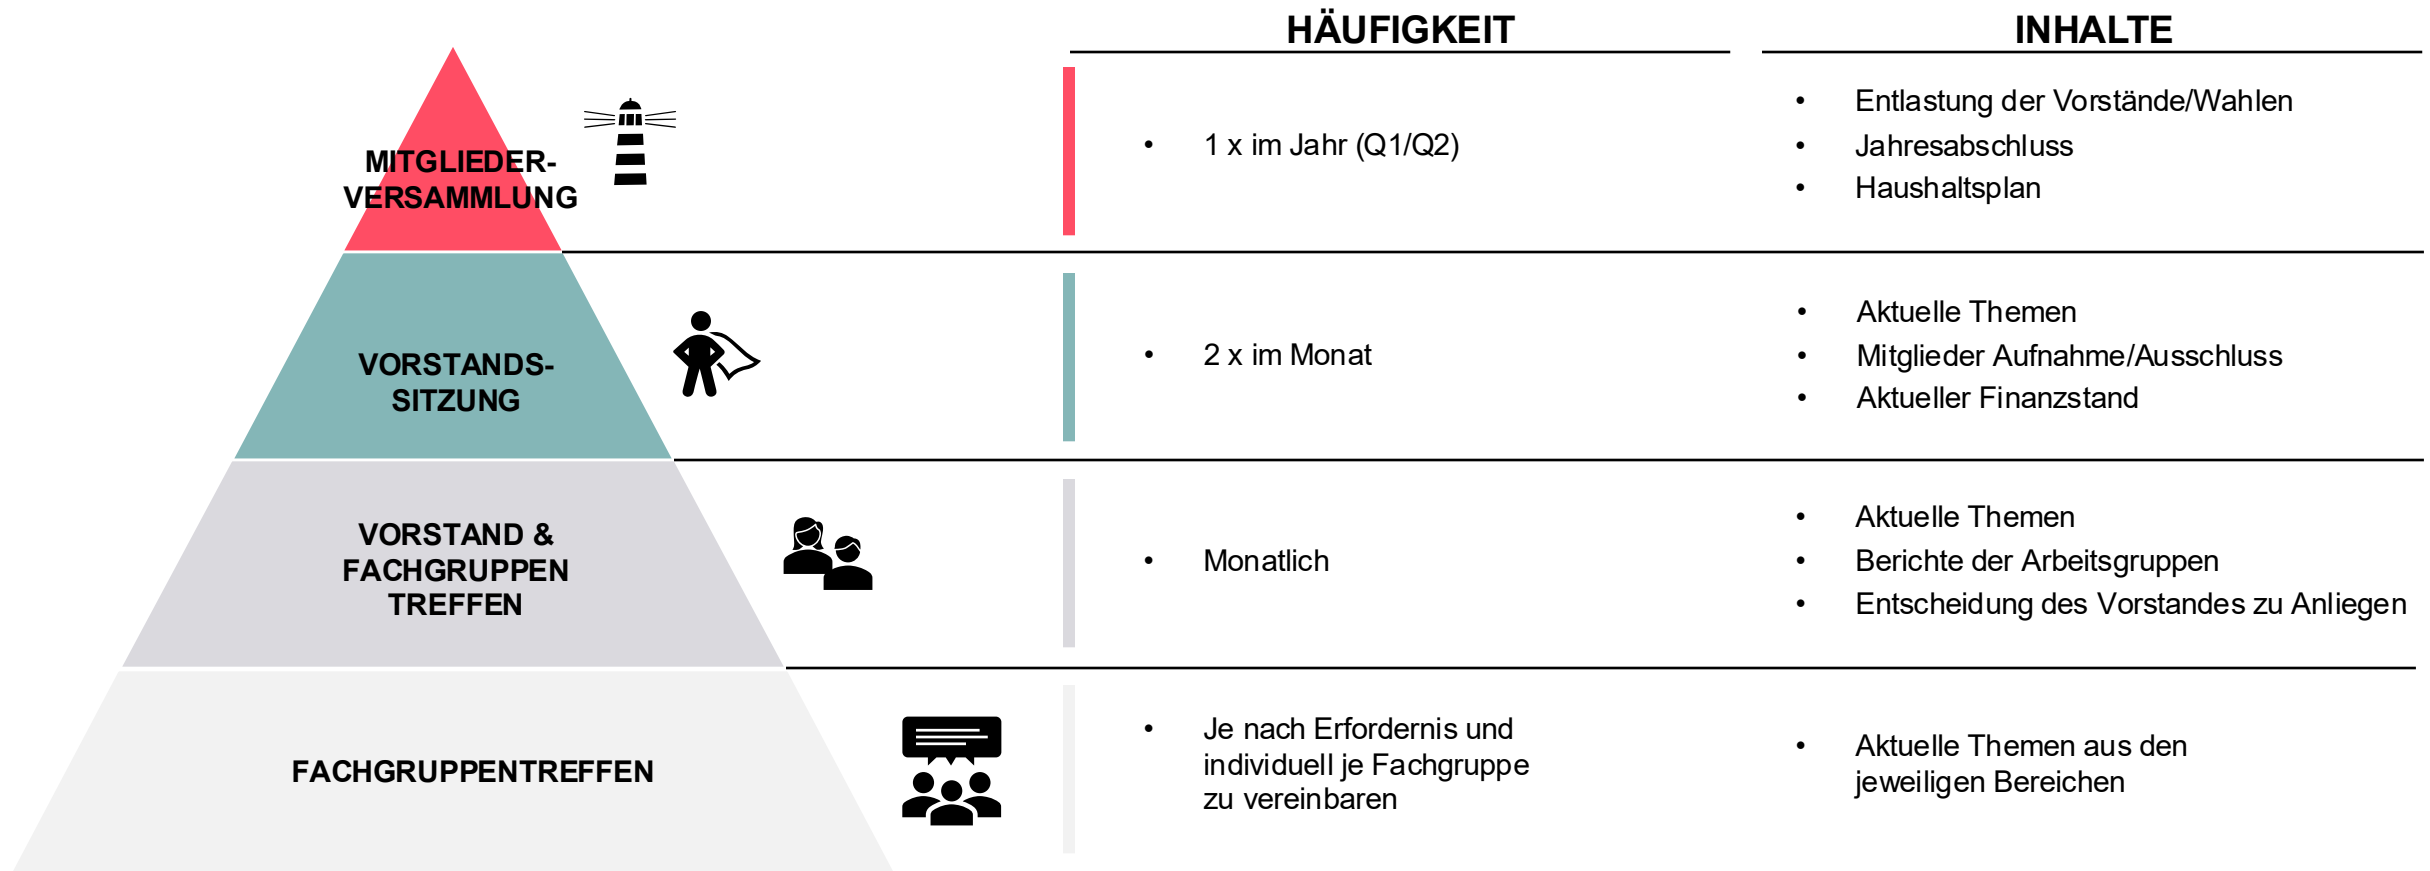 HÄUFIGKEIT
INHALTE
MITGLIEDER-
VERSAMMLUNG
• 1 x im Jahr (Q1/Q2)
• Entlastung der Vorstände/Wahlen
• Jahresabschluss
• Haushaltsplan
VORSTANDS-
SITZUNG
• 2 x im Monat
• Aktuelle Themen
• Mitglieder Aufnahme/Ausschluss
• Aktueller Finanzstand
VORSTAND &
FACHGRUPPEN
TREFFEN
• Monatlich
• Aktuelle Themen
• Berichte der Arbeitsgruppen
• Entscheidung des Vorstandes zu Anliegen
FACHGRUPPENTREFFEN
• Je nach Erfordernis und
individuell je Fachgruppe
zu vereinbaren
• Aktuelle Themen aus den
jeweiligen Bereichen